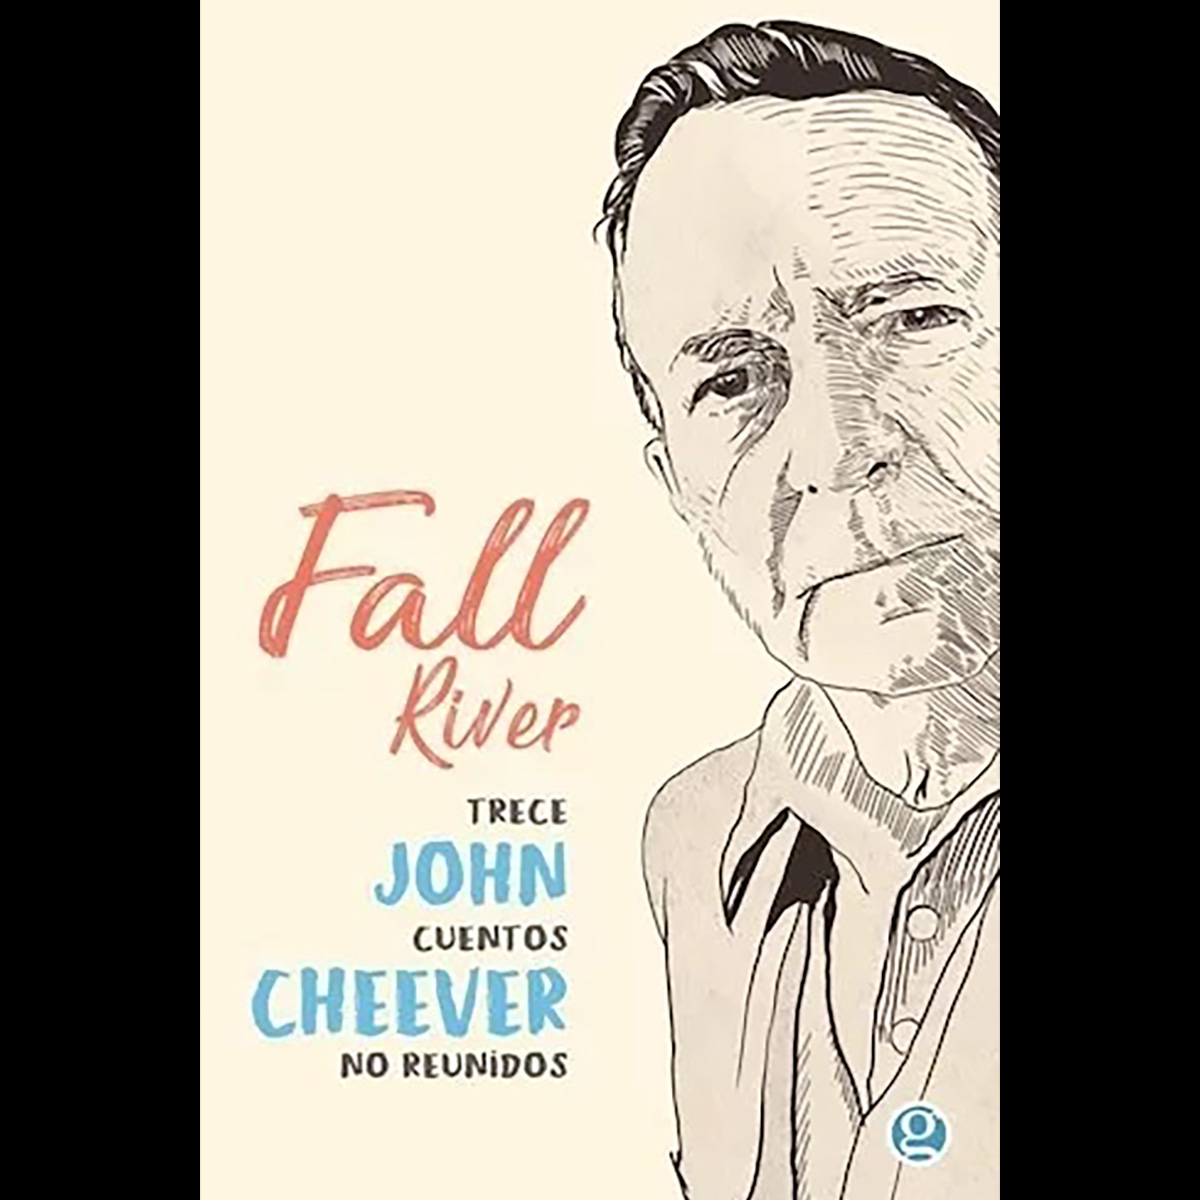 Fall
River
TRECE
JOHN
CUENTOS
CHEEVER
NO REUNiDOS
g